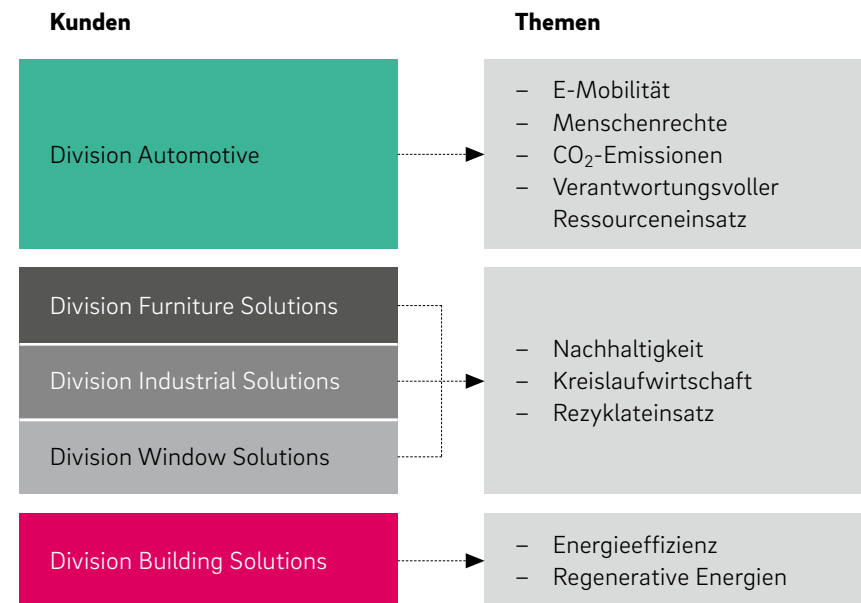 Kunden
Themen
Division Automotive
– E-Mobilität
– Menschenrechte
– CO₂-Emissionen
– Verantwortungsvoller
Ressourceneinsatz
Division Furniture Solutions
Division Industrial Solutions
Division Window Solutions
– Nachhaltigkeit
– Kreislaufwirtschaft
– Rezyklateinsatz
Division Building Solutions
– Energieeffizienz
– Regenerative Energien